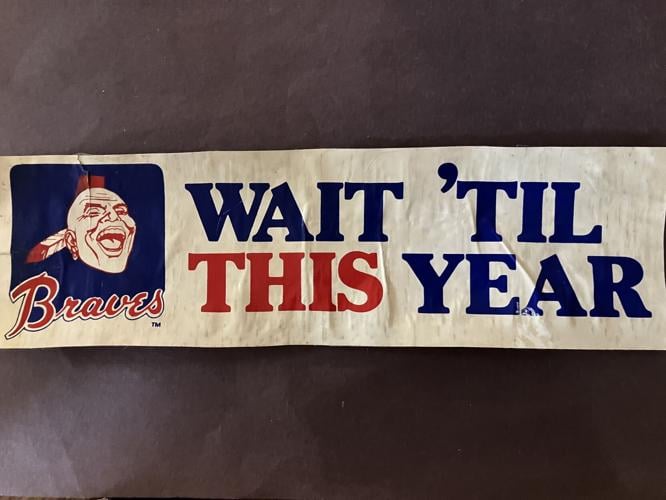 WAIT 'TIL
THIS YEAR
Braves
TM